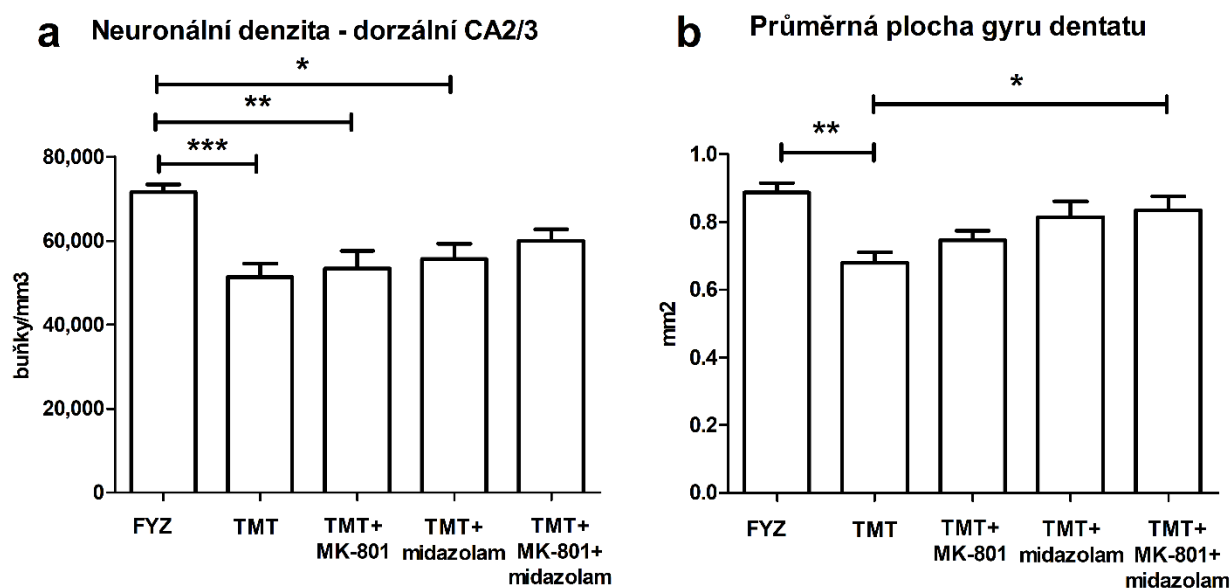 a Neuronální denzita - dorzální CA2/3
*
**
***
80,000
60,000
40,000
20,000
0
buňky/mm3
FYZ
TMT
TMT+
MK-801
TMT+
midazolam
TMT+
MK-801+
midazolam
b Průměrná plocha gyru dentatu
*
**
1.0
0.8
0.6
0.4
0.2
0.0
mm2
FYZ
TMT
TMT+
MK-801
TMT+
midazolam
TMT+
MK-801+
midazolam